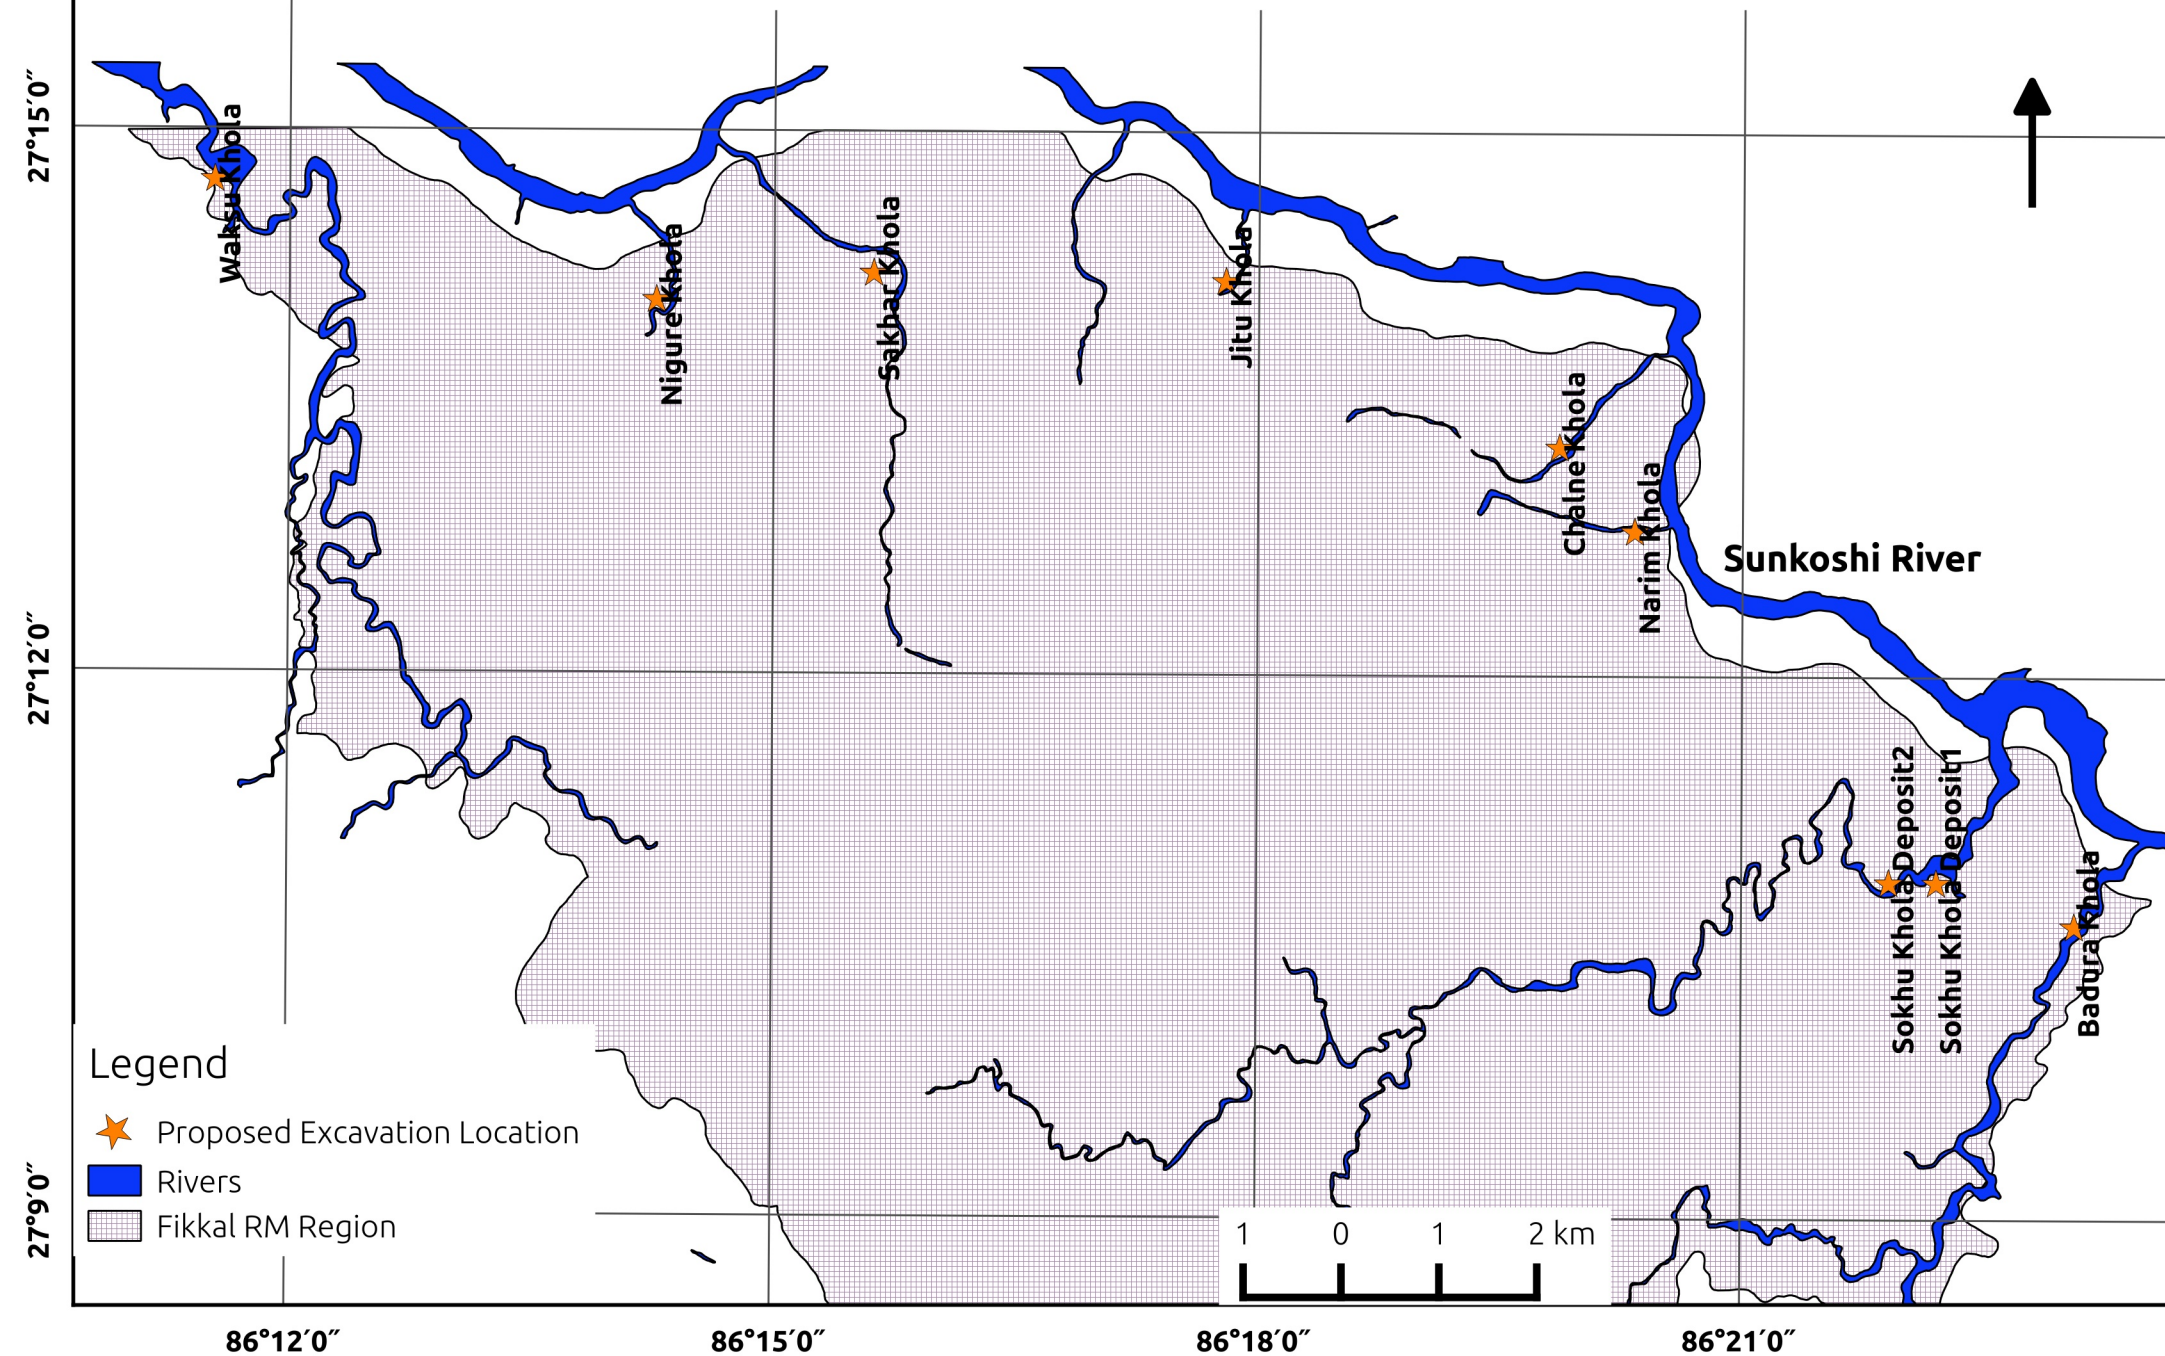 27°15′0″
Waksu Khola
Nigure Khola
Sakhar Khola
Jitu Khola
Chalne Khola
Narim Khola
Sunkoshi River
27°12′0″
Sokhu Khola Deposit2
Sokhu Khola Deposit1
Badura Khola
Legend
Proposed Excavation Location
Rivers
Fikkal RM Region
27°9′0″
1 0 1 2 km
86°12′0″ 86°15′0″ 86°18′0″ 86°21′0″